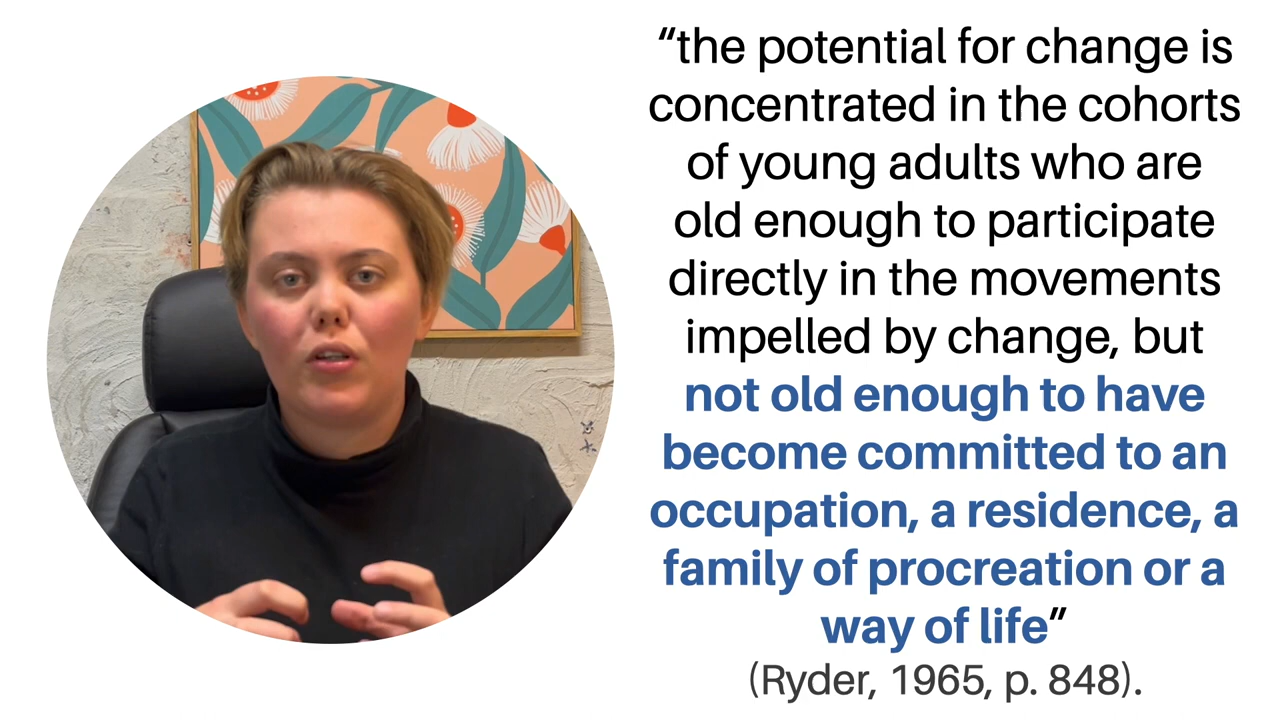 “the potential for change is
concentrated in the cohorts
of young adults who are
old enough to participate
directly in the movements
impelled by change, but
not old enough to have
become committed to an
occupation, a residence, a
family of procreation or a
way of life”
(Ryder, 1965, p. 848).